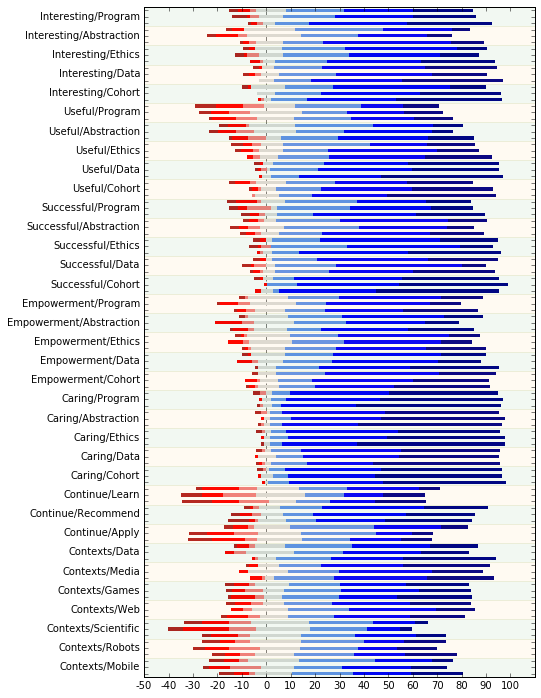 Interesting/Program
Interesting/Abstraction
Interesting/Ethics
Interesting/Data
Interesting/Cohort
Useful/Program
Useful/Abstraction
Useful/Ethics
Useful/Data
Useful/Cohort
Successful/Program
Successful/Abstraction
Successful/Ethics
Successful/Data
Successful/Cohort
Empowerment/Program
Empowerment/Abstraction
Empowerment/Ethics
Empowerment/Data
Empowerment/Cohort
Caring/Program
Caring/Abstraction
Caring/Ethics
Caring/Data
Caring/Cohort
Continue/Learn
Continue/Recommend
Continue/Apply
Contexts/Data
Contexts/Media
Contexts/Games
Contexts/Web
Contexts/Scientific
Contexts/Robots
Contexts/Mobile
-50 -40 -30 -20 -10 0 10 20 30 40 50 60 70 80 90 100